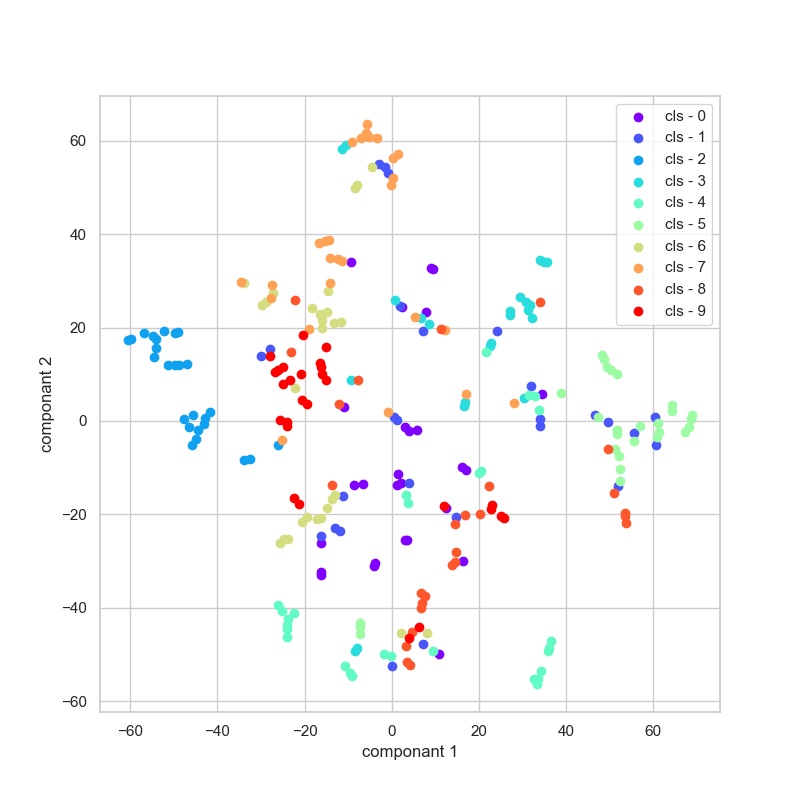 cls - 0
cls - 1
cls - 2
cls - 3
cls - 4
cls - 5
cls - 6
cls - 7
cls - 8
cls - 9
60
40
20
0
−20
−40
−60
component 2
−60 −40 −20 0 20 40 60
componant 1